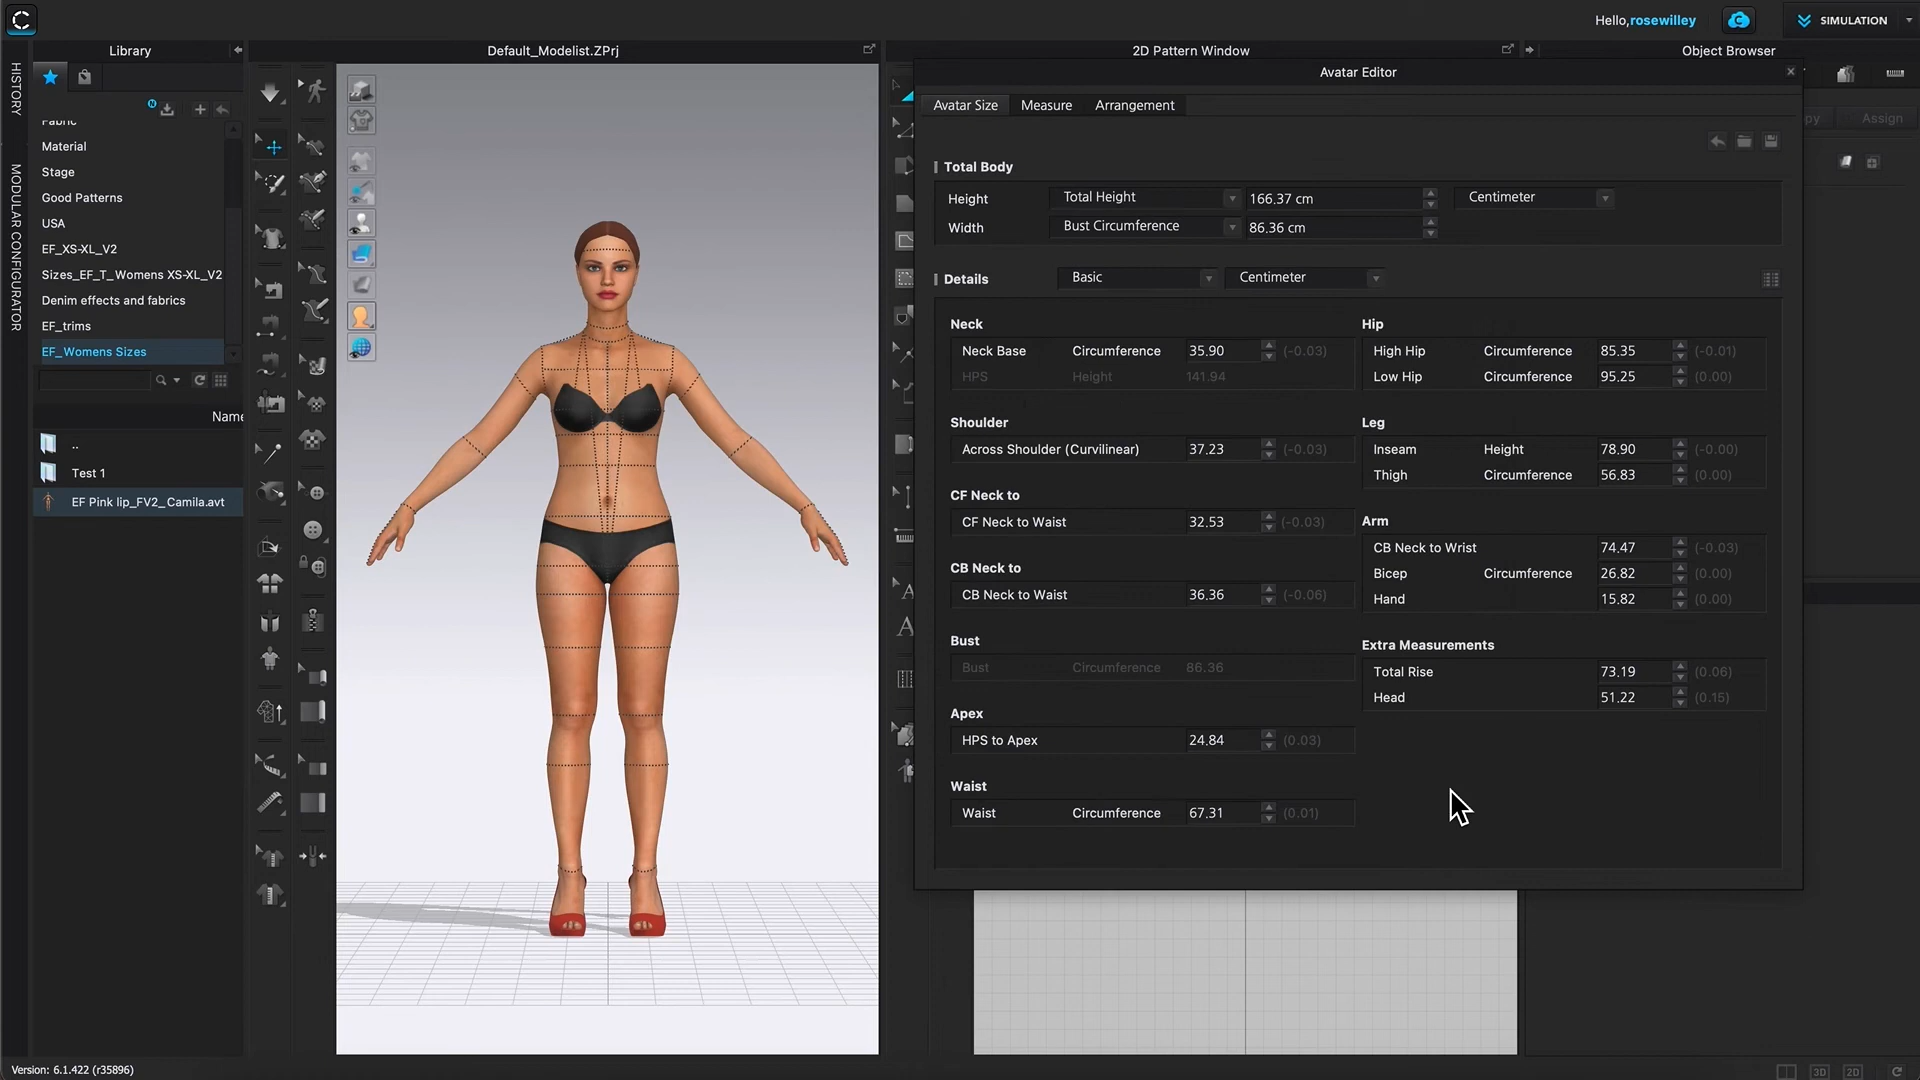 Hello,rosewilley
SIMULATION
Library
Default_Modelist.ZPrj
2D Pattern Window
Object Browser
HISTORY
MODULAR CONFIGURATOR
Fabric
Material
Stage
Good Patterns
USA
EF_XS-XL_V2
Sizes_EF_T_Womens XS-XL_V2
Denim effects and fabrics
EF_trims
EF_Womens Sizes
Name
..
Test 1
EF Pink lip_FV2_Camila.avt
Avatar Editor
Avatar Size Measure Arrangement
Assign
Total Body
Height Total Height 166.37 cm Centimeter
Width Bust Circumference 86.36 cm
Details Basic Centimeter
Neck
Neck Base Circumference 35.90 (-0.03)
HPS Height 141.94
Shoulder
Across Shoulder (Curvilinear) 37.23 (-0.03)
CF Neck to
CF Neck to Waist 32.53 (-0.03)
CB Neck to
CB Neck to Waist 36.36 (-0.06)
Bust
Bust Circumference 86.36
Apex
HPS to Apex 24.84 (0.03)
Waist
Waist Circumference 67.31 (0.01)
Hip
High Hip Circumference 85.35 (-0.01)
Low Hip Circumference 95.25 (0.00)
Leg
Inseam Height 78.90 (-0.00)
Thigh Circumference 56.83 (0.00)
Arm
CB Neck to Wrist 74.47 (-0.03)
Bicep Circumference 26.82 (0.00)
Hand 15.82 (0.00)
Extra Measurements
Total Rise 73.19 (0.06)
Head 51.22 (0.15)
Version: 6.1.422 (r35896)
3D 2D